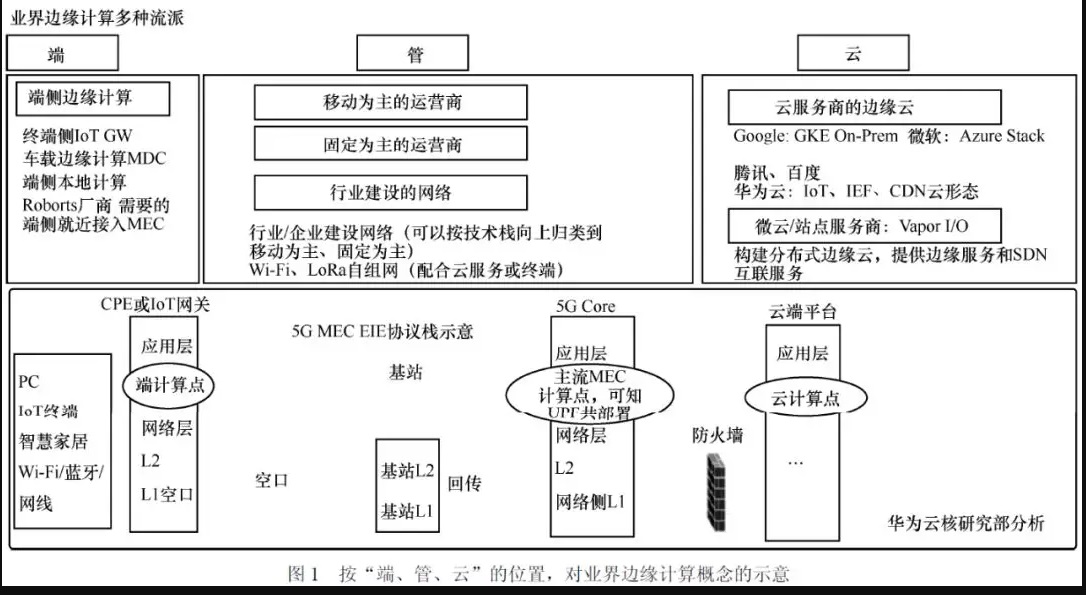 业界边缘计算多种流派
端
管
云
端侧边缘计算
终端侧IoT GW
车载边缘计算MDC
端侧本地计算
Roborts厂商 需要的
端侧就近接入MEC
移动为主的运营商
固定为主的运营商
行业建设的网络
行业/企业建设网络（可以按技术栈向上归类到
移动为主、固定为主）
Wi-Fi、LoRa自组网（配合云服务或终端）
云服务商的边缘云
Google: GKE On-Prem 微软：Azure Stack
腾讯、百度
华为云：IoT、IEF、CDN云形态
微云/站点服务商：Vapor I/O
构建分布式边缘云，提供边缘服务和SDN
互联服务
PC
IoT终端
智慧家居
Wi-Fi/蓝牙/
网线
CPE或IoT网关
应用层
端计算点
网络层
L2
L1空口
5G MEC EIE协议栈示意
基站
空口
基站L2
基站L1
回传
5G Core
应用层
主流MEC
计算点，可知
UPF共部署
网络层
L2
网络侧L1
防火墙
云端平台
应用层
云计算点
…
华为云核研究部分析
图1 按“端、管、云”的位置，对业界边缘计算概念的示意